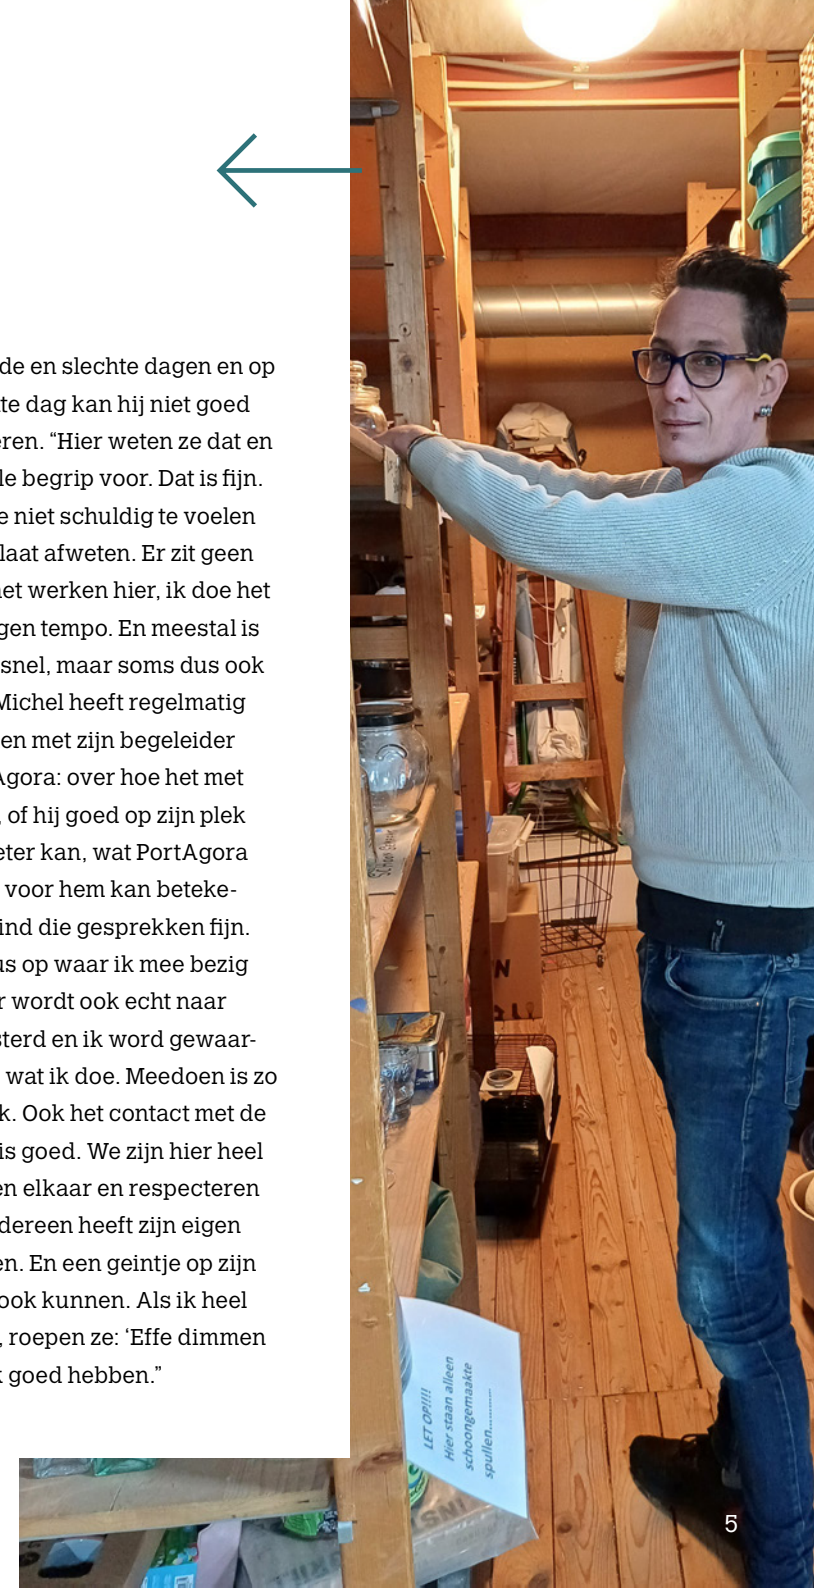 de en slechte dagen en op
te dag kan hij niet goed
ren. “Hier weten ze dat en
le begrip voor. Dat is fijn.
e niet schuldig te voelen
laat afweten. Er zit geen
et werken hier, ik doe het
gen tempo. En meestal is
snel, maar soms dus ook
Michel heeft regelmatig
en met zijn begeleider
Agora: over hoe het met
, of hij goed op zijn plek
eter kan, wat PortAgora
voor hem kan beteke-
ind die gesprekken fijn.
us op waar ik mee bezig
r wordt ook echt naar
sterd en ik word gewaar-
wat ik doe. Meedoen is zo
k. Ook het contact met de
is goed. We zijn hier heel
en elkaar en respecteren
dereen heeft zijn eigen
en. En een geintje op zijn
ook kunnen. Als ik heel
, roepen ze: ‘Effe dimmen
k goed hebben.”
LET OP!!!!
Hier staan alleen
schoongemaakte
spullen...........
5